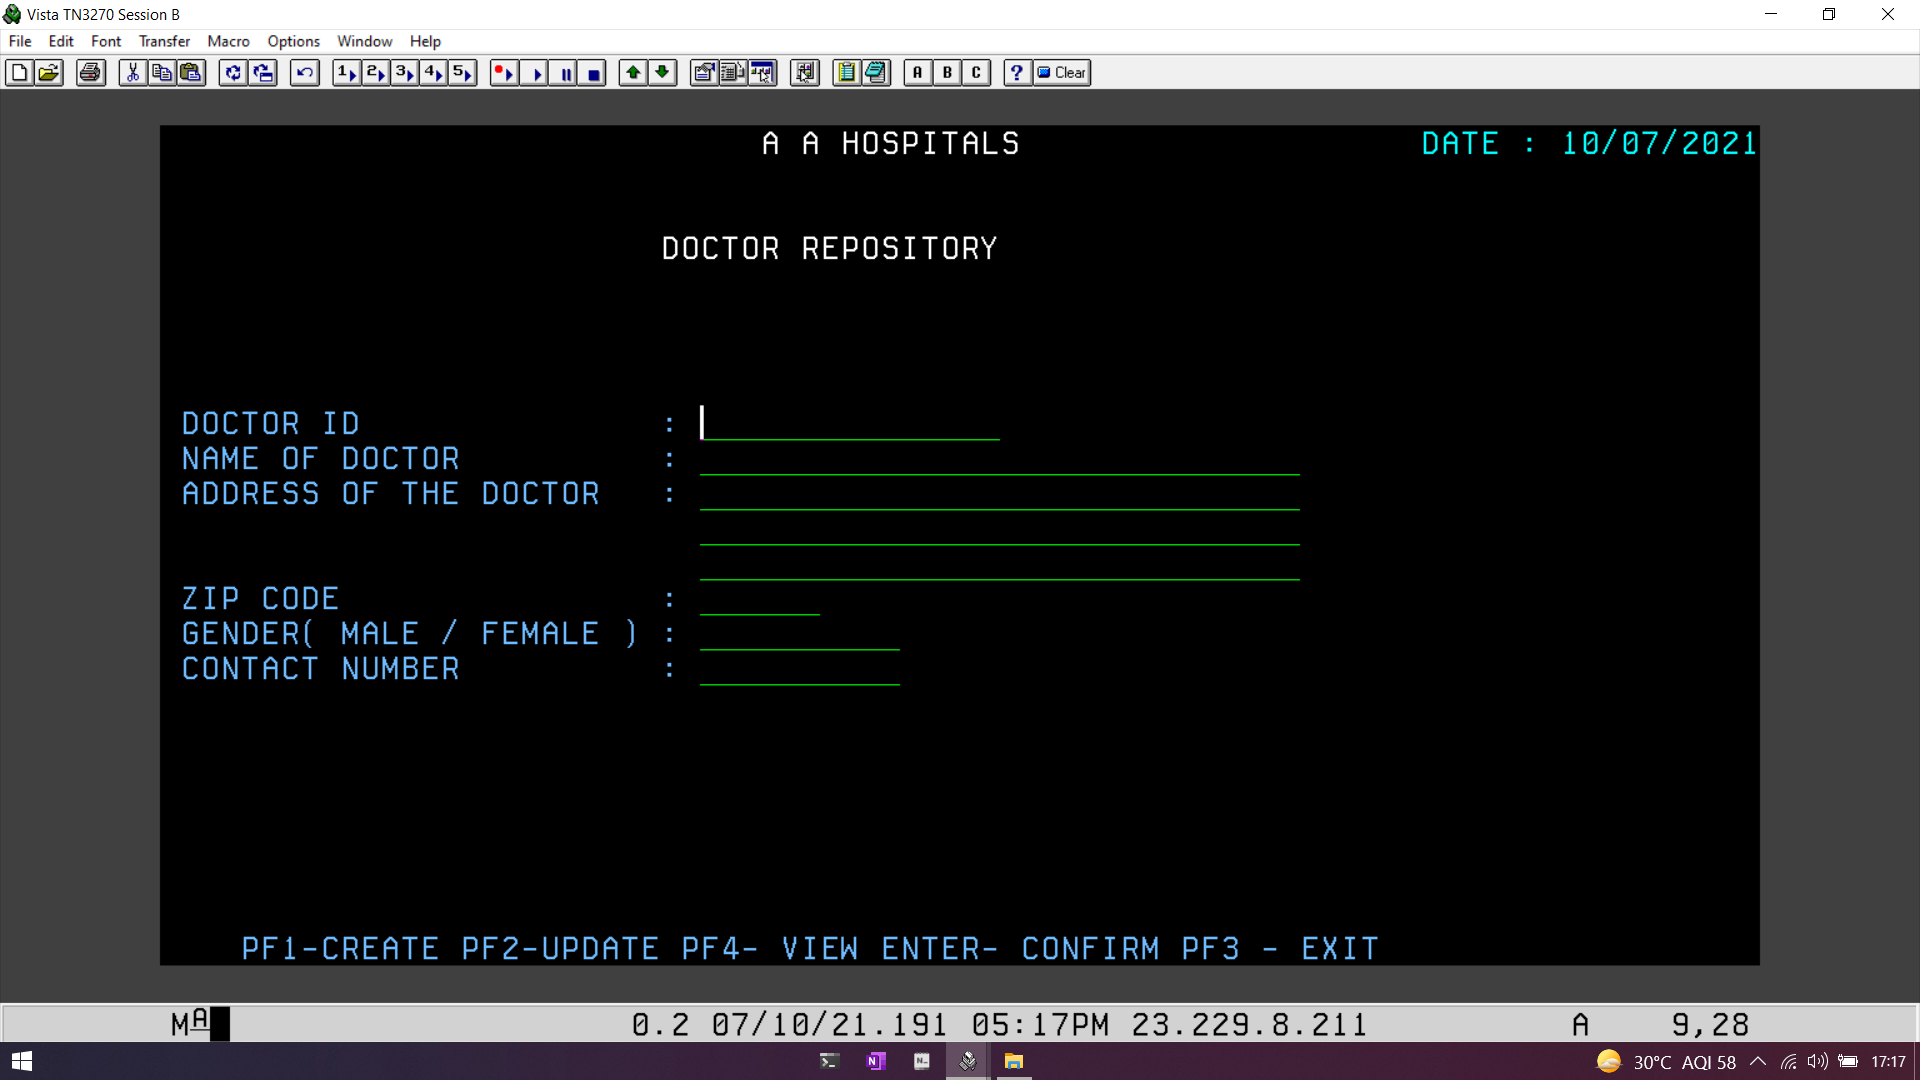 Vista TN3270 Session B
File Edit Font Transfer Macro Options Window Help
1 2 3 4 5 A B C ? Clear
A A HOSPITALS DATE : 10/07/2021
DOCTOR REPOSITORY
DOCTOR ID :
NAME OF DOCTOR :
ADDRESS OF THE DOCTOR :
ZIP CODE :
GENDER( MALE / FEMALE ) :
CONTACT NUMBER :
PF1-CREATE PF2-UPDATE PF4- VIEW ENTER- CONFIRM PF3 - EXIT
MA 0.2 07/10/21.191 05:17PM 23.229.8.211 A 9,28
30°C AQI 58 17:17